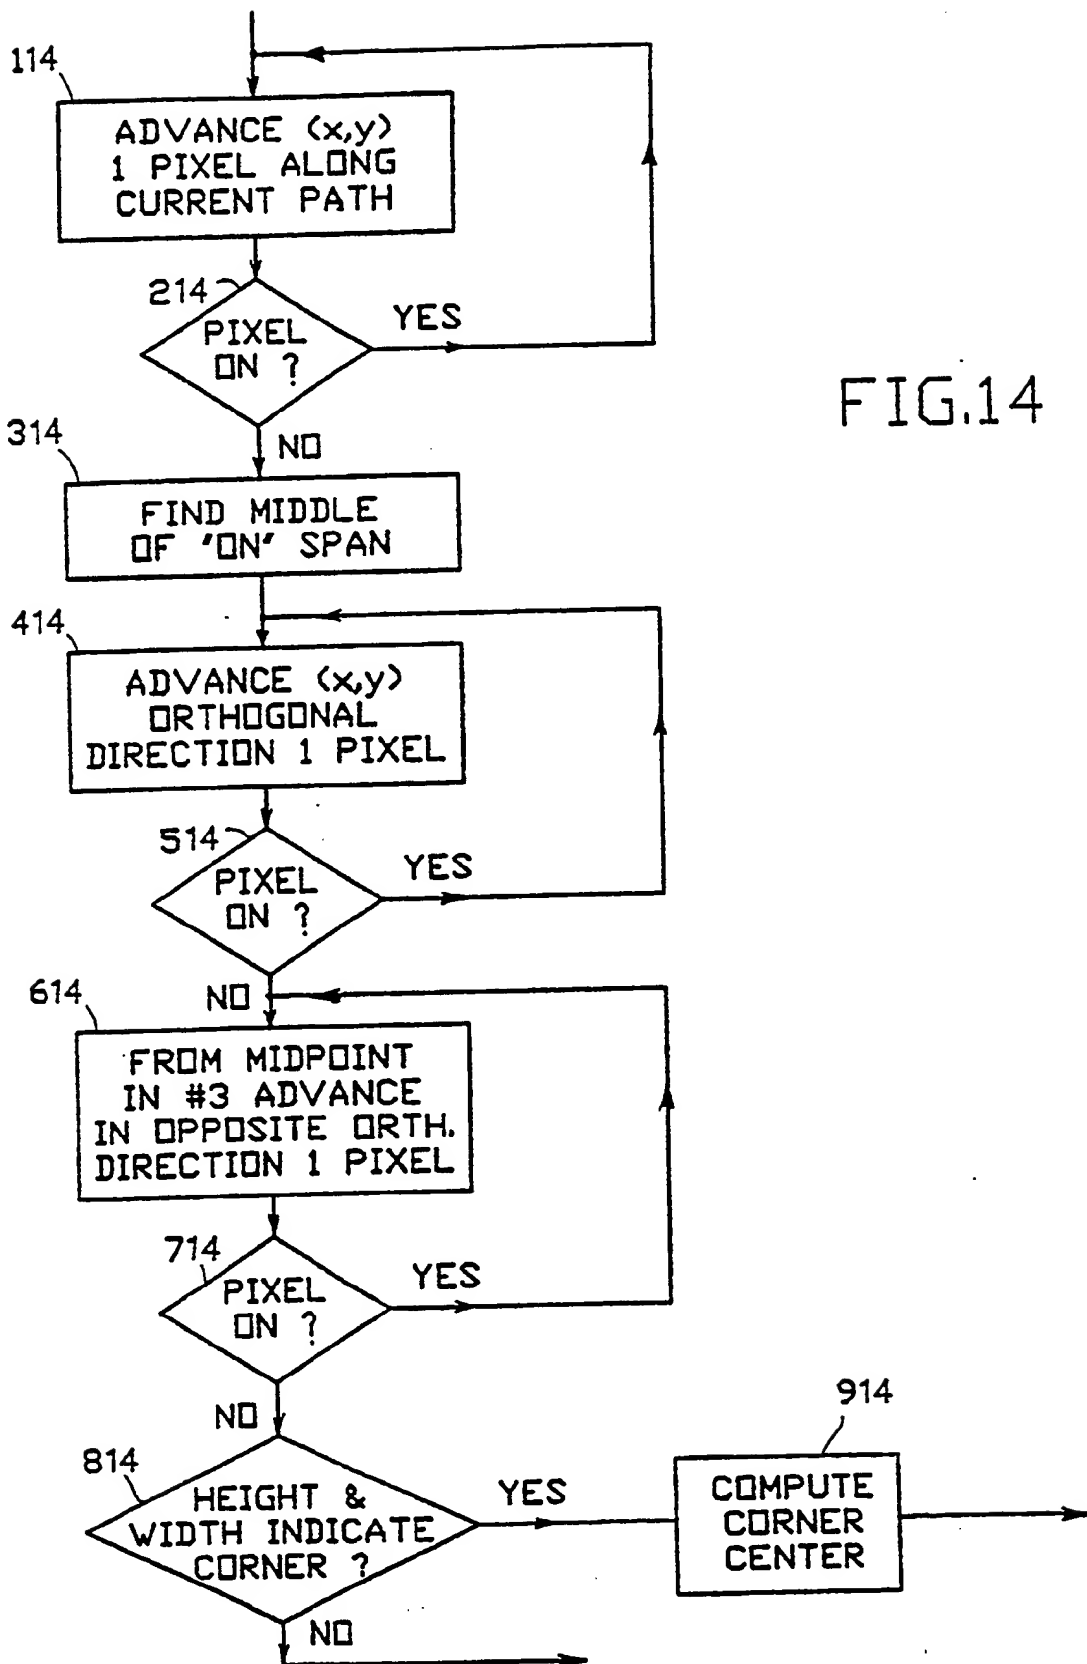 114
ADVANCE (x,y)
1 PIXEL ALONG
CURRENT PATH
214
PIXEL
ON ?
YES
FIG.14
NO
314
FIND MIDDLE
OF 'ON' SPAN
414
ADVANCE (x,y)
ORTHOGONAL
DIRECTION 1 PIXEL
514
PIXEL
ON ?
YES
NO
614
FROM MIDPOINT
IN #3 ADVANCE
IN OPPOSITE ORTH.
DIRECTION 1 PIXEL
714
PIXEL
ON ?
YES
NO
814
HEIGHT &
WIDTH INDICATE
CORNER ?
YES
914
COMPUTE
CORNER
CENTER
NO